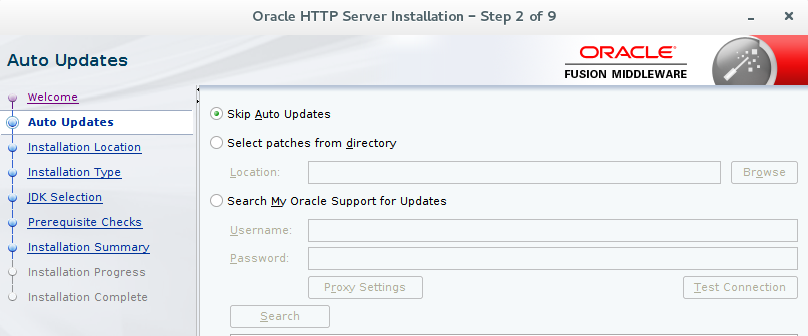 Oracle HTTP Server Installation – Step 2 of 9
Auto Updates
ORACLE
FUSION MIDDLEWARE
Welcome
Auto Updates
Installation Location
Installation Type
JDK Selection
Prerequisite Checks
Installation Summary
Installation Progress
Installation Complete
Skip Auto Updates
Select patches from directory
Location:
Browse
Search My Oracle Support for Updates
Username:
Password:
Proxy Settings
Test Connection
Search